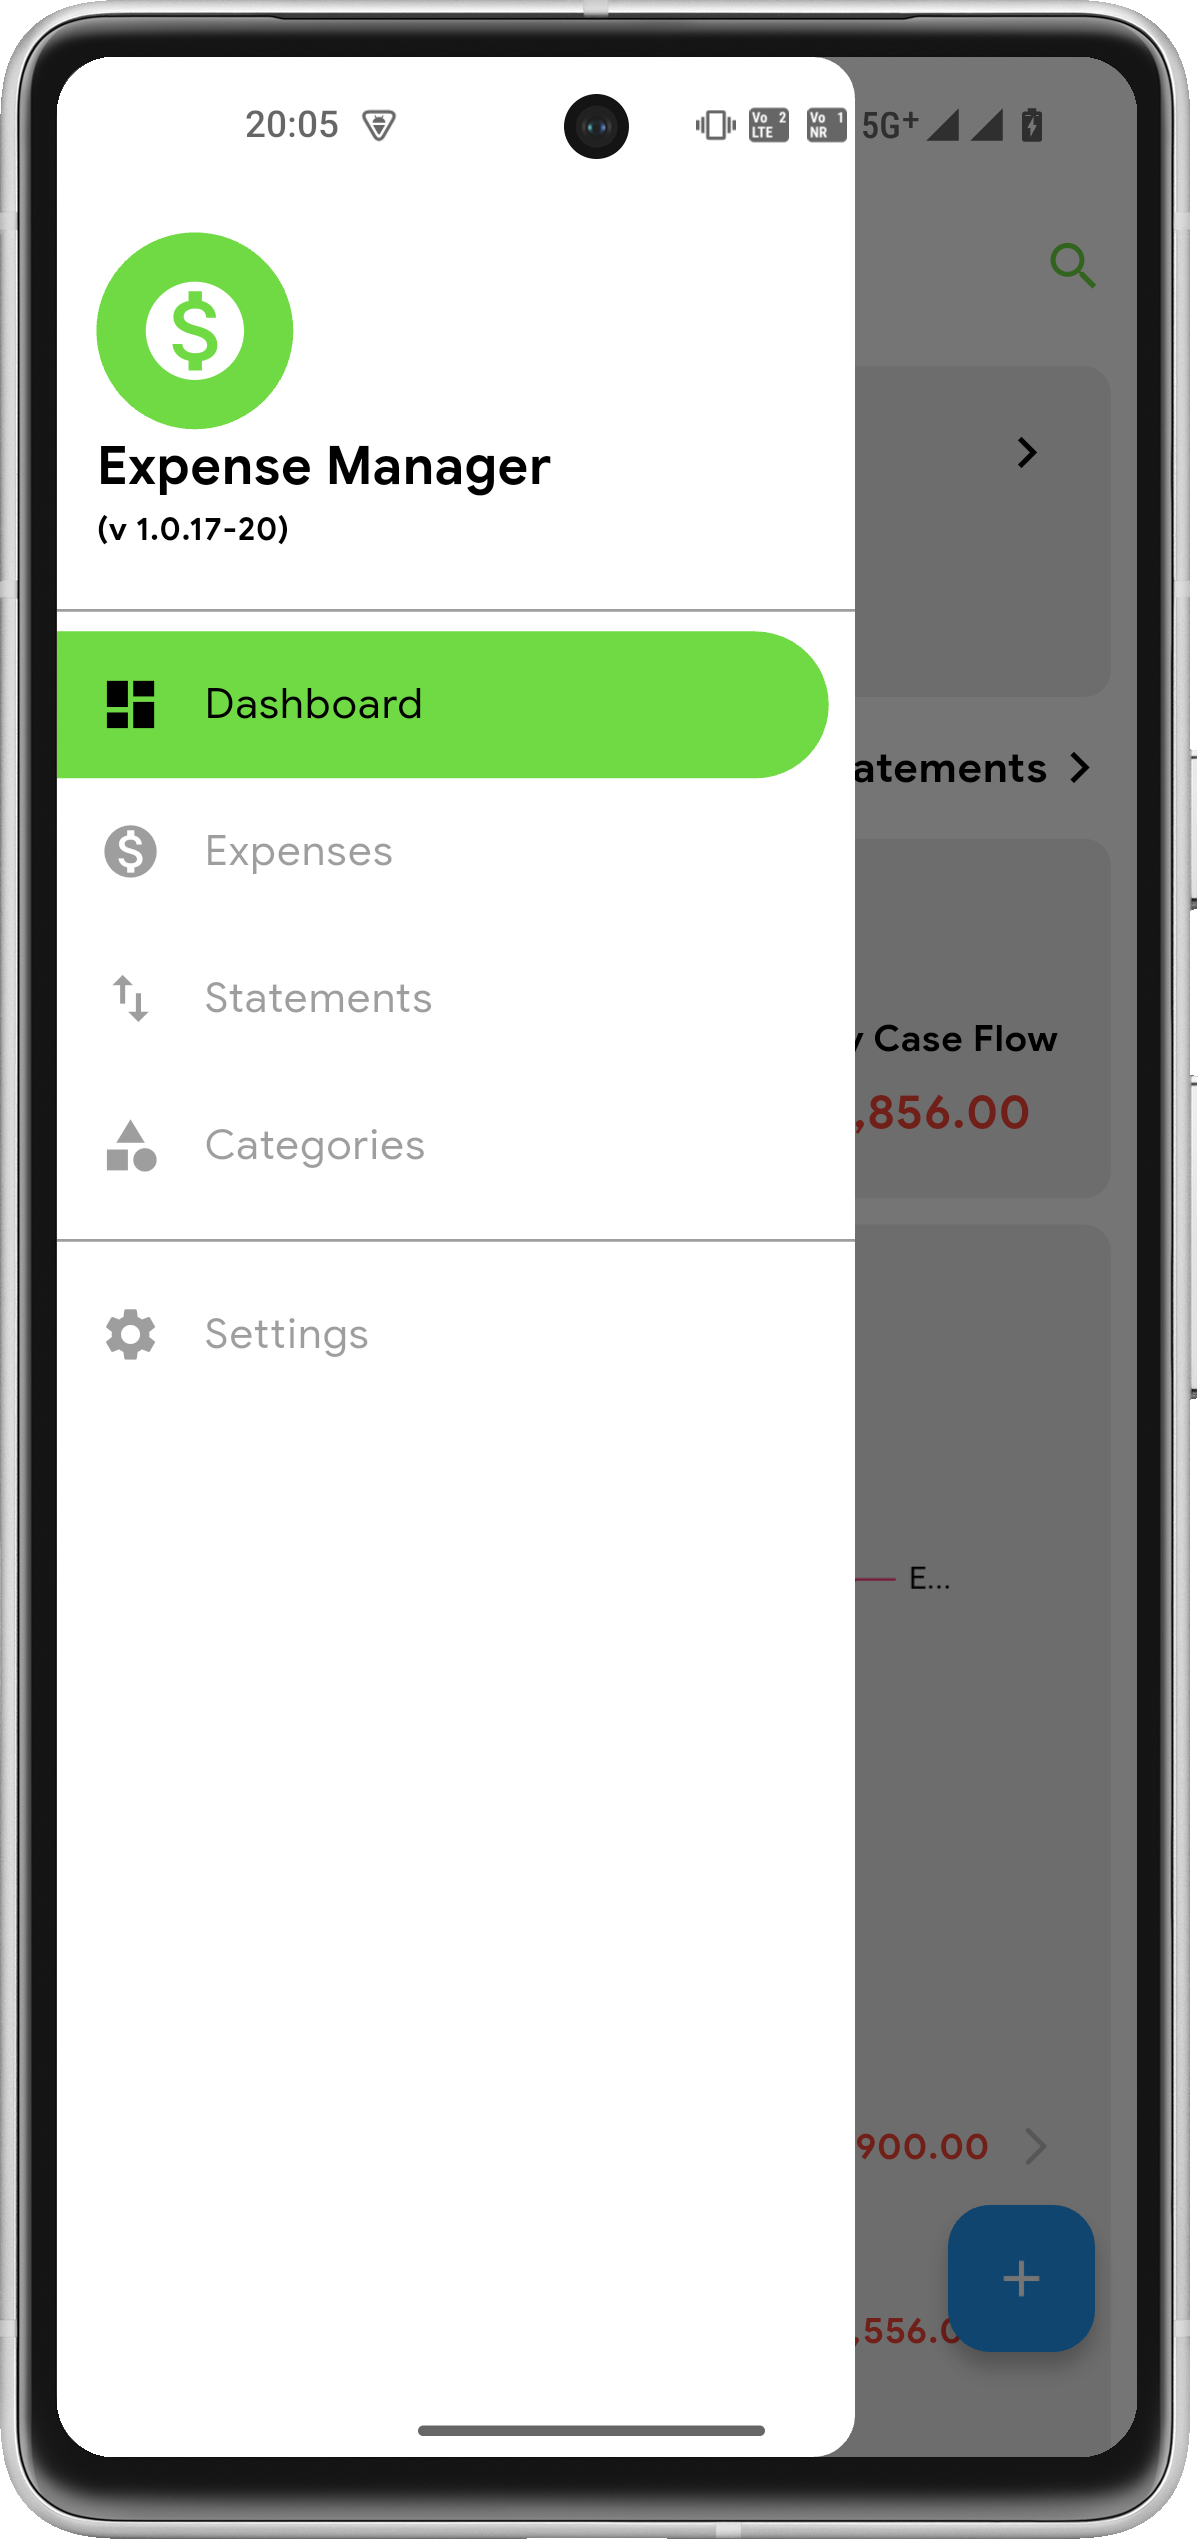 20:05
Vo 2 LTE
Vo 1 NR
5G+
$
Expense Manager
(v 1.0.17-20)
Dashboard
atements
$ Expenses
Statements
y Case Flow
,856.00
Categories
Settings
E...
900.00
+
,556.0